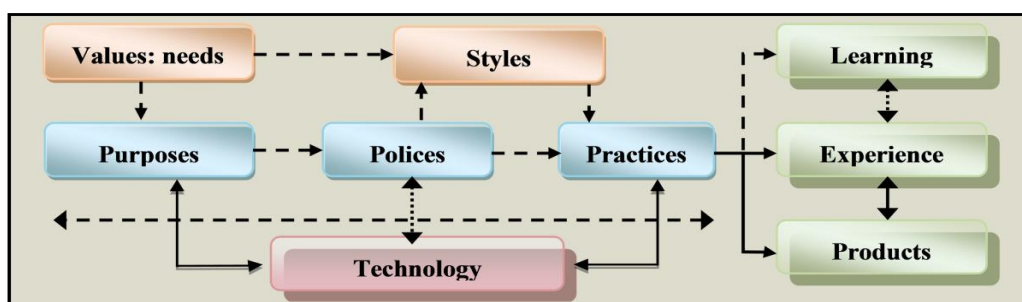 Values: needs
Styles
Learning
Purposes
Polices
Practices
Experience
Technology
Products